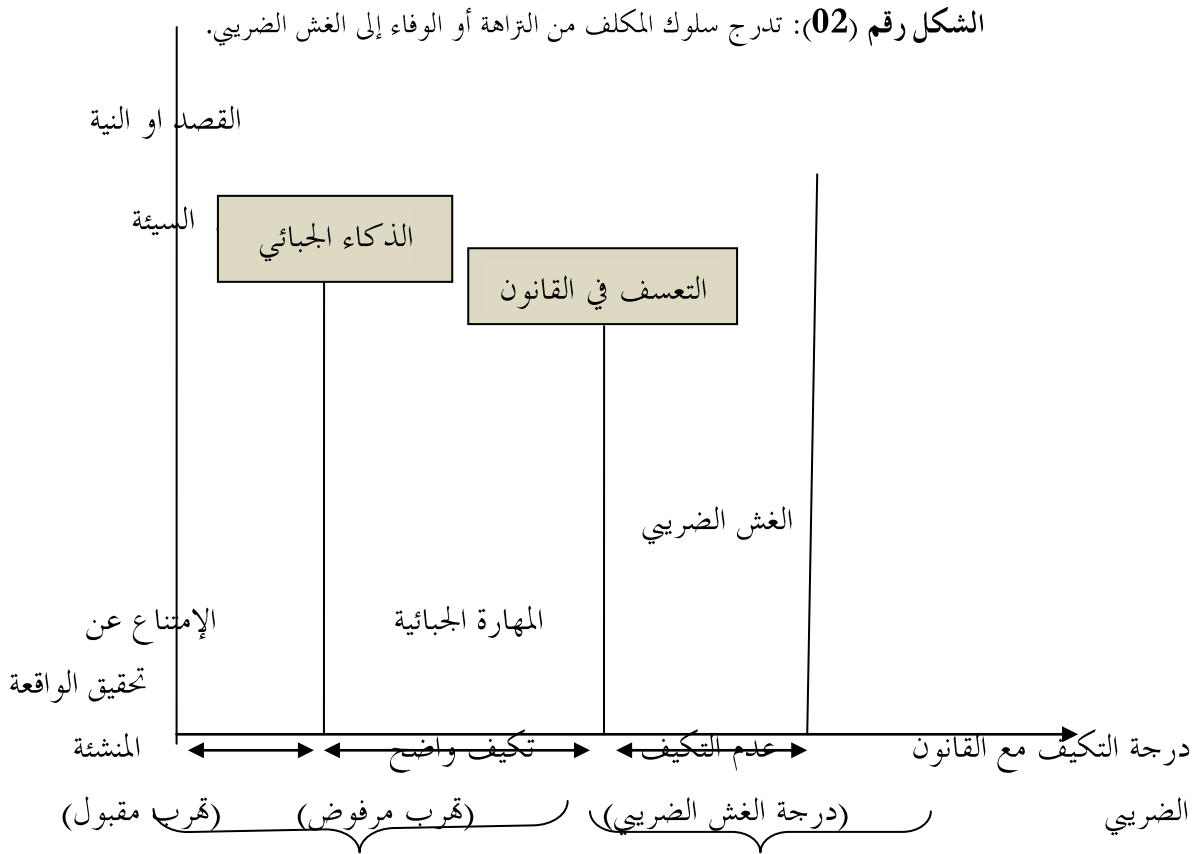 الشكل رقم (02): تدرج سلوك المكلف من النزاهة أو الوفاء إلى الغش الضريبي.
القصد او النية
السيئة
الذكاء الجبائي
التعسف في القانون
الغش الضريبي
المهارة الجبائية
الإمتناع عن
تحقيق الواقعة
المنشئة
تكيف واضح
عدم التكيف
درجة التكيف مع القانون
الضريبي
(تهرب مقبول)
(تهرب مرفوض)
(درجة الغش الضريبي)